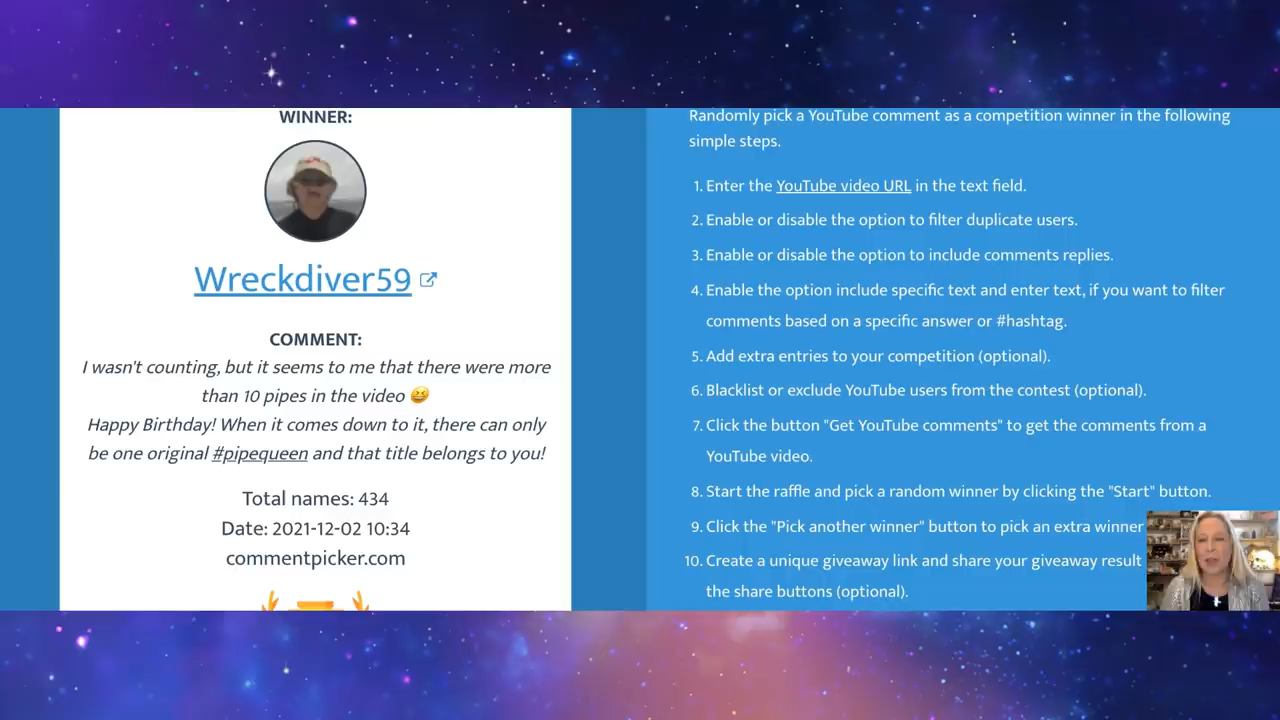 WINNER:
Wreckdiver59
COMMENT:
I wasn't counting, but it seems to me that there were more
than 10 pipes in the video 😆
Happy Birthday! When it comes down to it, there can only
be one original #pipequeen and that title belongs to you!
Total names: 434
Date: 2021-12-02 10:34
commentpicker.com
Randomly pick a YouTube comment as a competition winner in the following
simple steps.
1. Enter the YouTube video URL in the text field.
2. Enable or disable the option to filter duplicate users.
3. Enable or disable the option to include comments replies.
4. Enable the option include specific text and enter text, if you want to filter
comments based on a specific answer or #hashtag.
5. Add extra entries to your competition (optional).
6. Blacklist or exclude YouTube users from the contest (optional).
7. Click the button "Get YouTube comments" to get the comments from a
YouTube video.
8. Start the raffle and pick a random winner by clicking the "Start" button.
9. Click the "Pick another winner" button to pick an extra winner
10. Create a unique giveaway link and share your giveaway result
the share buttons (optional).